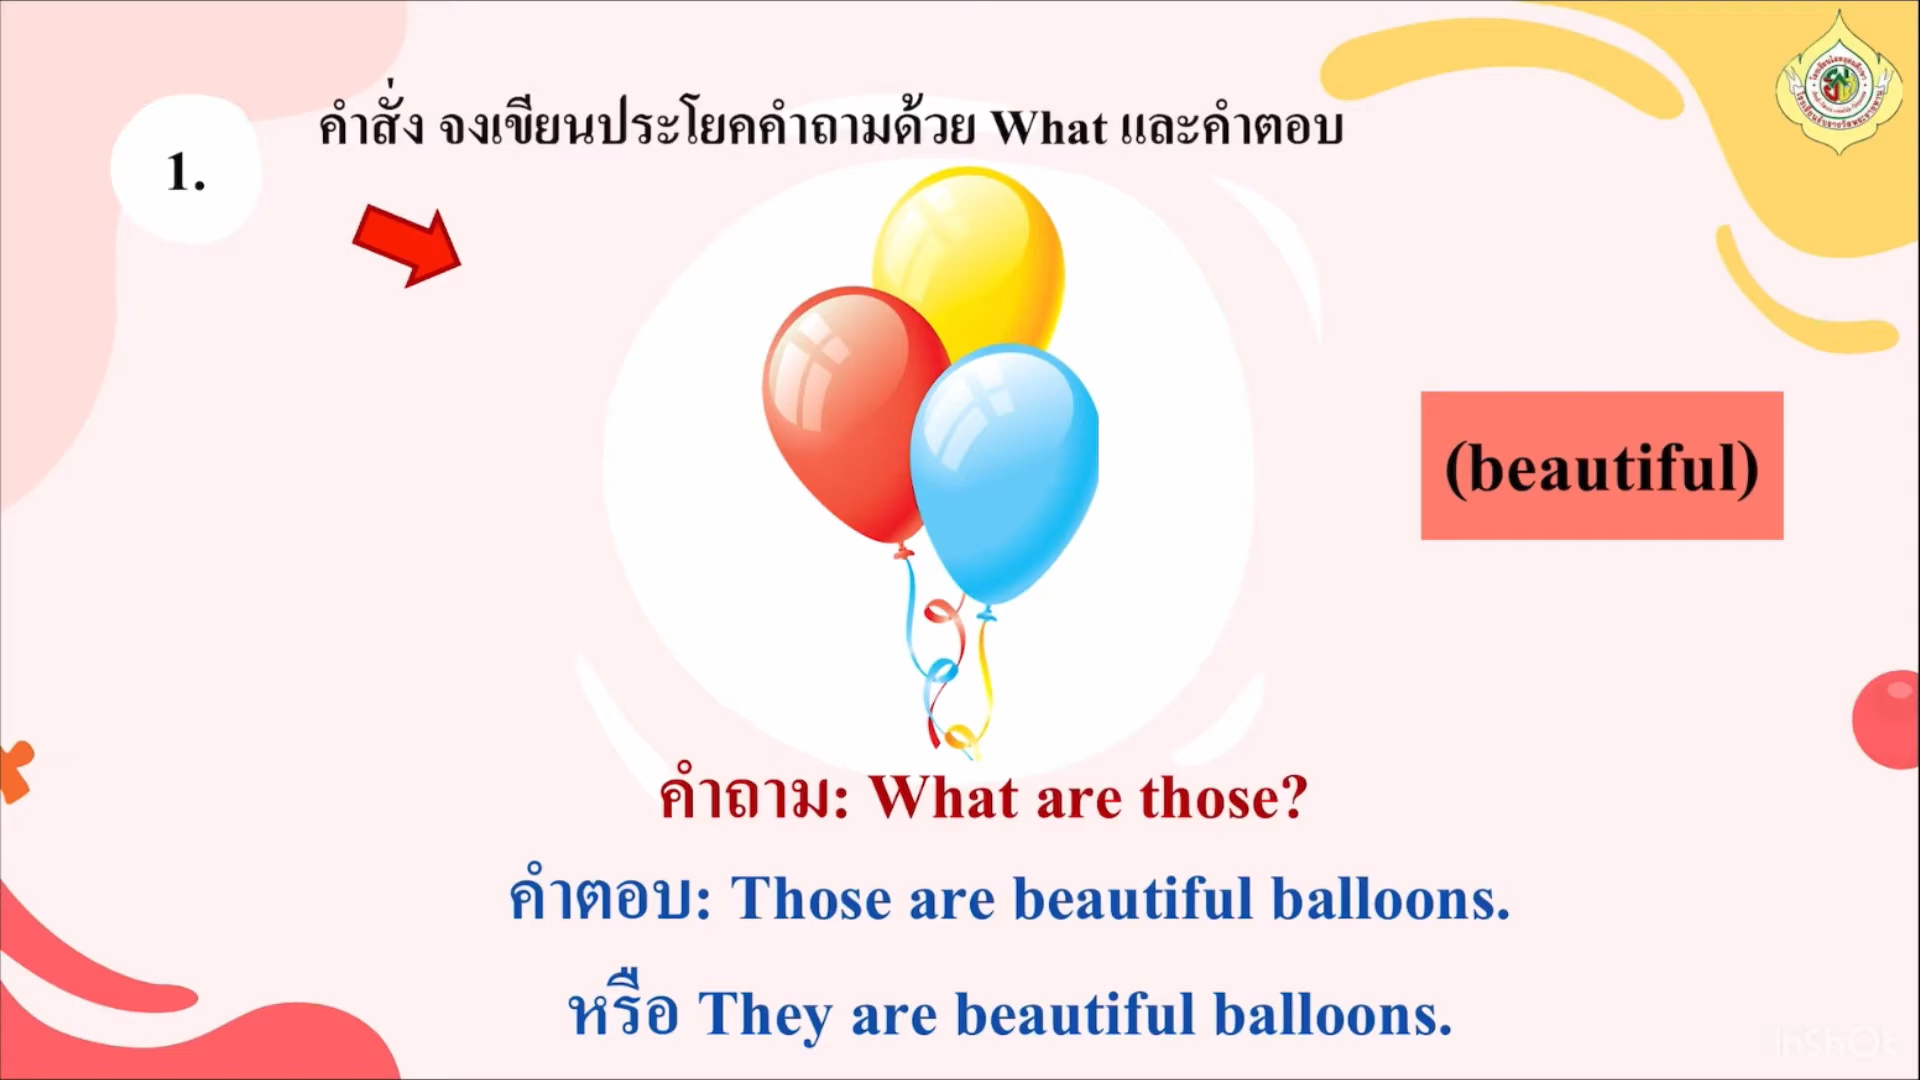 คำสั่ง จงเขียนประโยคคำถามด้วย What และคำตอบ
1.
(beautiful)
คำถาม: What are those?
คำตอบ: Those are beautiful balloons.
หรือ They are beautiful balloons.
InShOt